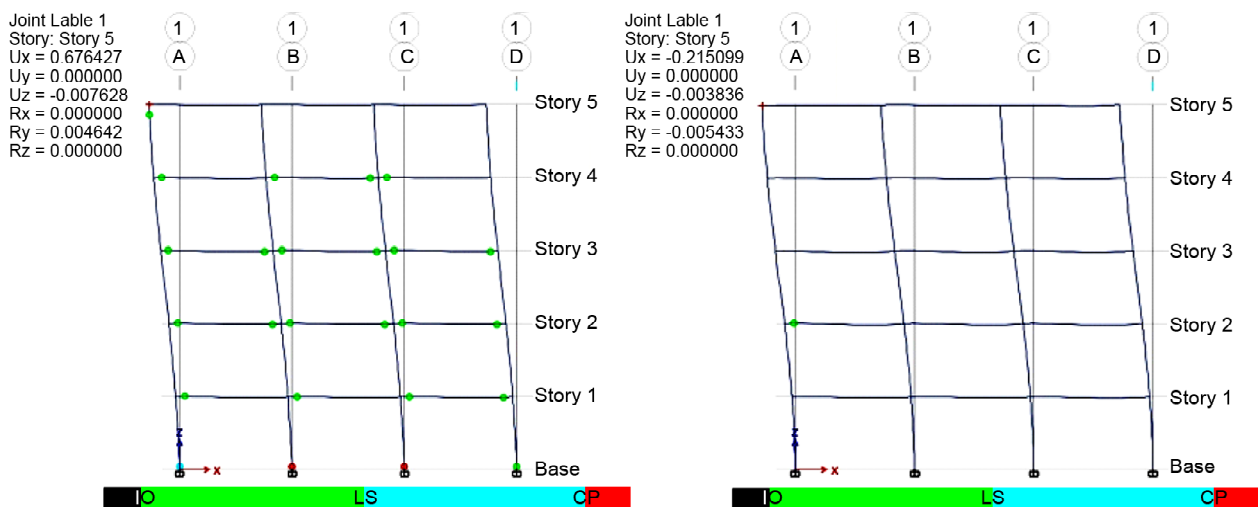 Joint Lable 1
Story: Story 5
Ux = 0.676427
Uy = 0.000000
Uz = -0.007628
Rx = 0.000000
Ry = 0.004642
Rz = 0.000000
1 1 1 1
A B C D
Story 5
Story 4
Story 3
Story 2
Story 1
Base
Z
X
IO LS CP
Joint Lable 1
Story: Story 5
Ux = -0.215099
Uy = 0.000000
Uz = -0.003836
Rx = 0.000000
Ry = -0.005433
Rz = 0.000000
1 1 1 1
A B C D
Story 5
Story 4
Story 3
Story 2
Story 1
Base
Z
X
IO LS CP